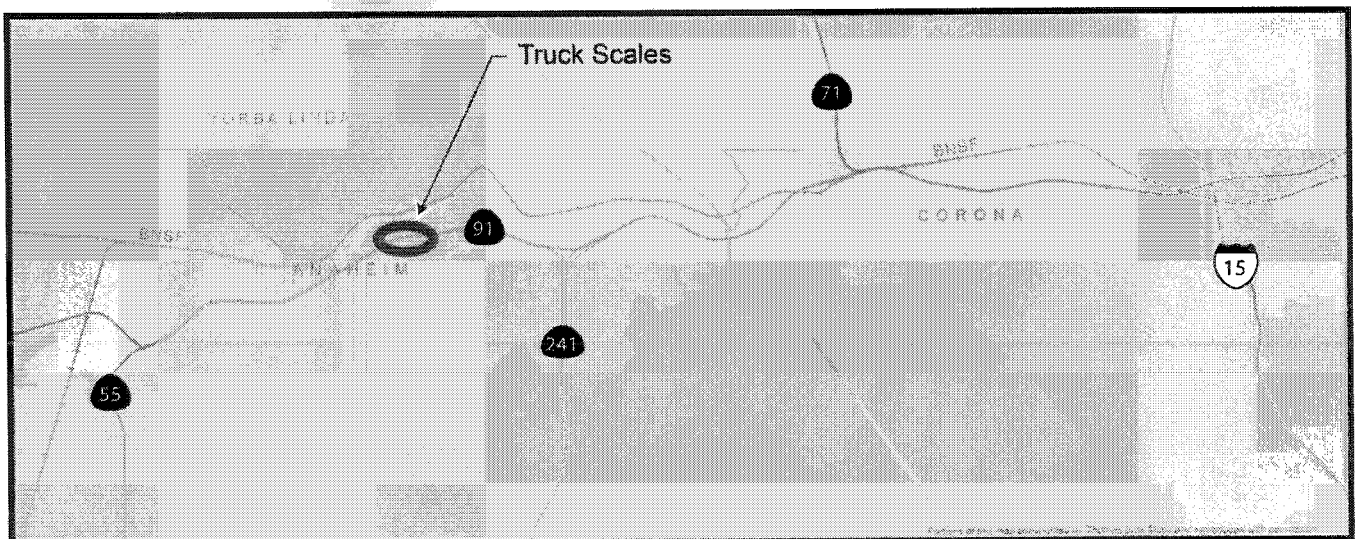 Truck Scales
71
YORBA LINDA
BNSF
CORONA
91
BNSF
ANAHEIM
15
241
55